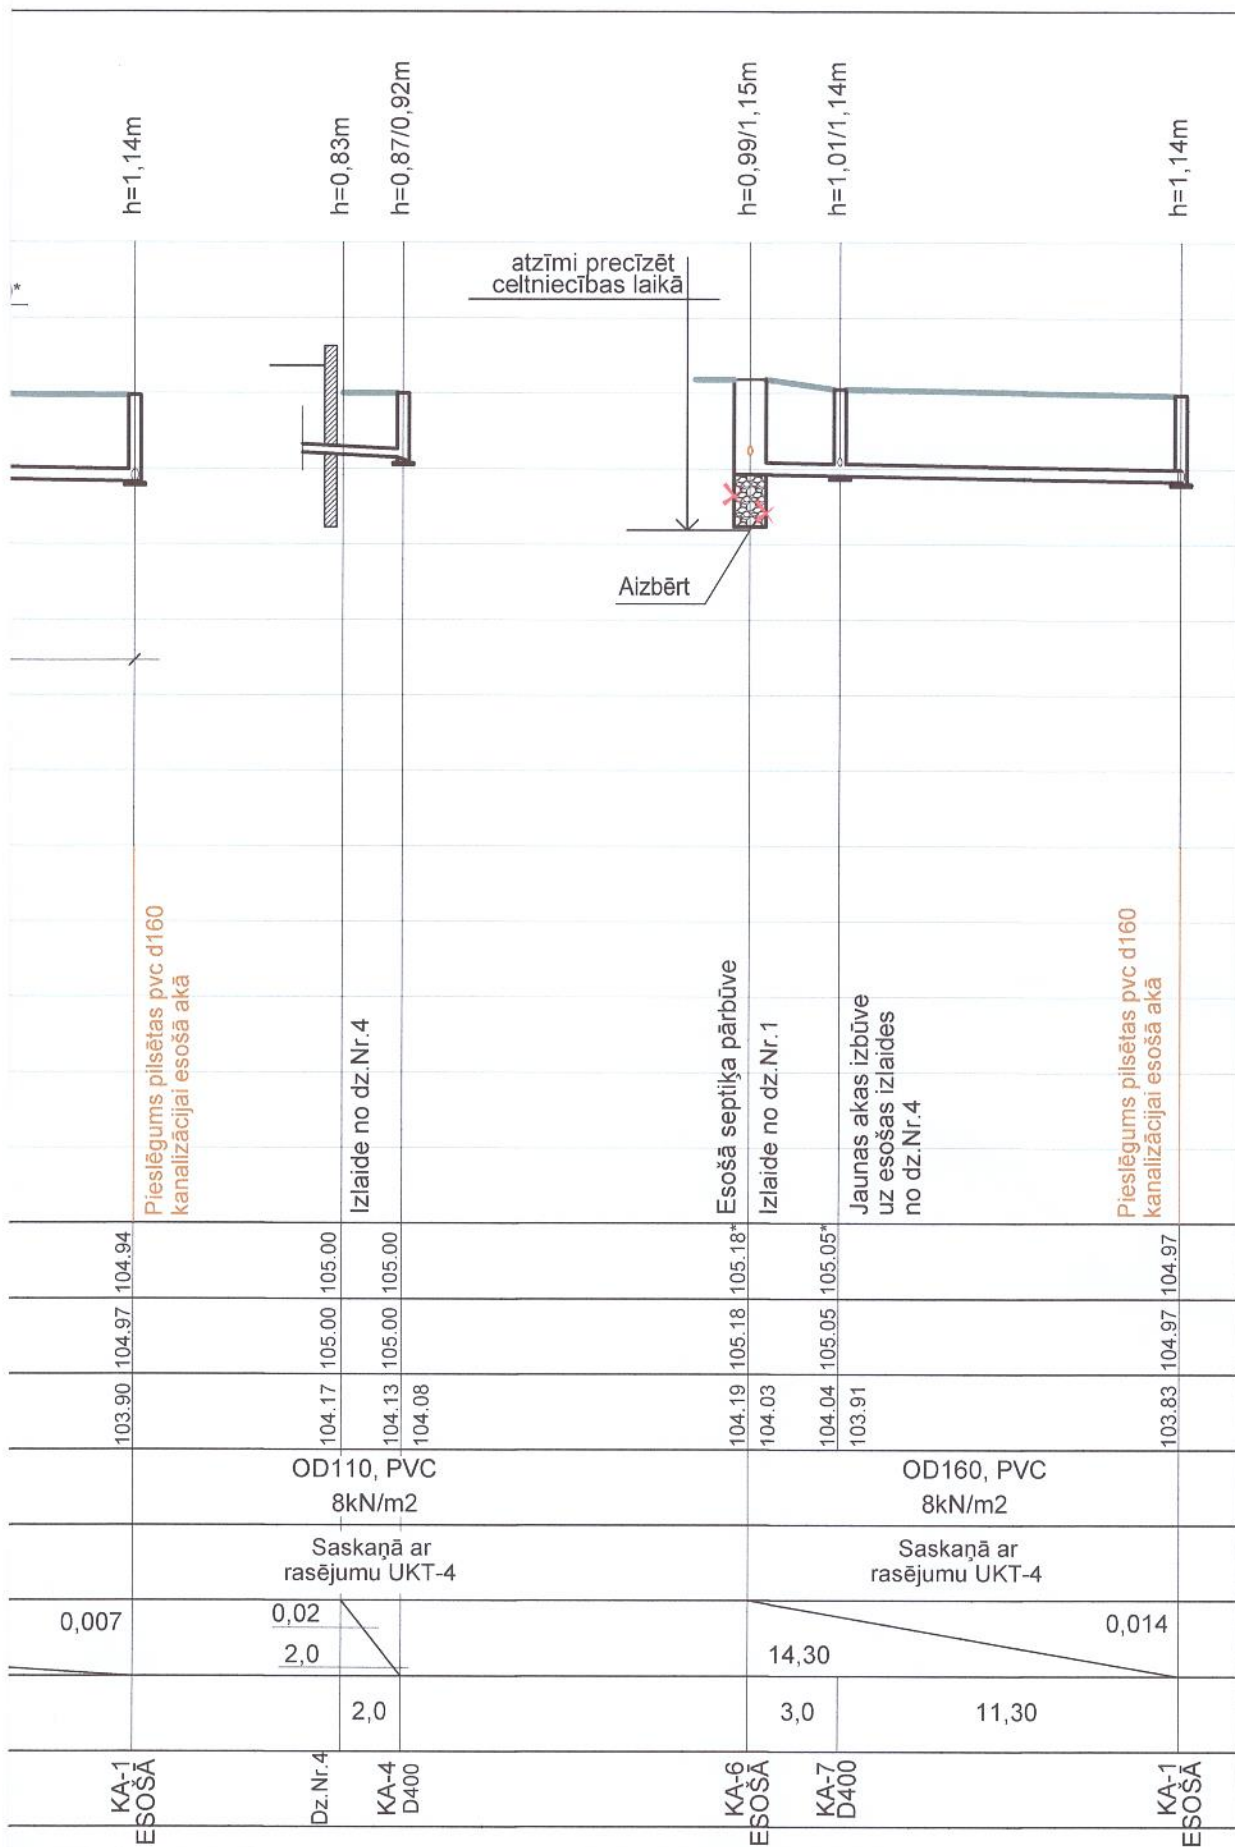 h=1,14m
h=0,83m
h=0,87/0,92m
h=0,99/1,15m
h=1,01/1,14m
h=1,14m
atzīmi precīzēt
celtniecības laikā
)*
Aizbērt
Pieslēgums pilsētas pvc d160
kanalizācijai esošā akā
Izlaide no dz.Nr.4
Esošā septiķa pārbūve
Izlaide no dz.Nr.1
Jaunas akas izbūve
uz esošas izlaides
no dz.Nr.4
Pieslēgums pilsētas pvc d160
kanalizācijai esošā akā
104.94
105.00
105.00
105.18*
105.05*
104.97
104.97
105.00
105.00
105.18
105.05
104.97
103.90
104.17
104.13
104.08
104.19
104.03
104.04
103.91
103.83
OD110, PVC
8kN/m2
OD160, PVC
8kN/m2
Saskaņā ar
rasējumu UKT-4
Saskaņā ar
rasējumu UKT-4
0,007
0,02
2,0
14,30
0,014
2,0
3,0
11,30
KA-1
ESOŠĀ
Dz.Nr.4
KA-4
D400
KA-6
ESOŠĀ
KA-7
D400
KA-1
ESOŠĀ